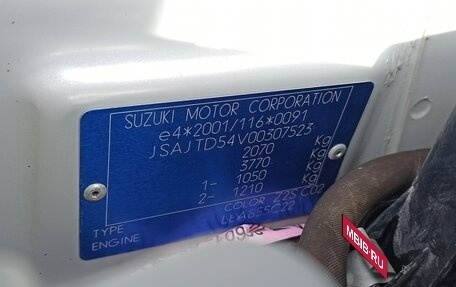 SUZUKI MOTOR CORPORATION
e4*2001/116*0091
JSAJTD54V00307523
2070 Kg
3770 Kg
1- 1050 Kg
2- 1210 Kg
COLOR Z2S C02
TYPE LLA855C22
ENGINE
MBIB.RU